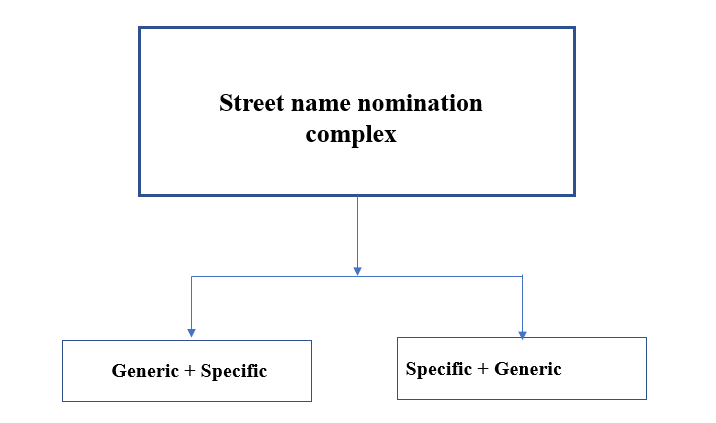 Street name nomination
complex
Generic + Specific
Specific + Generic